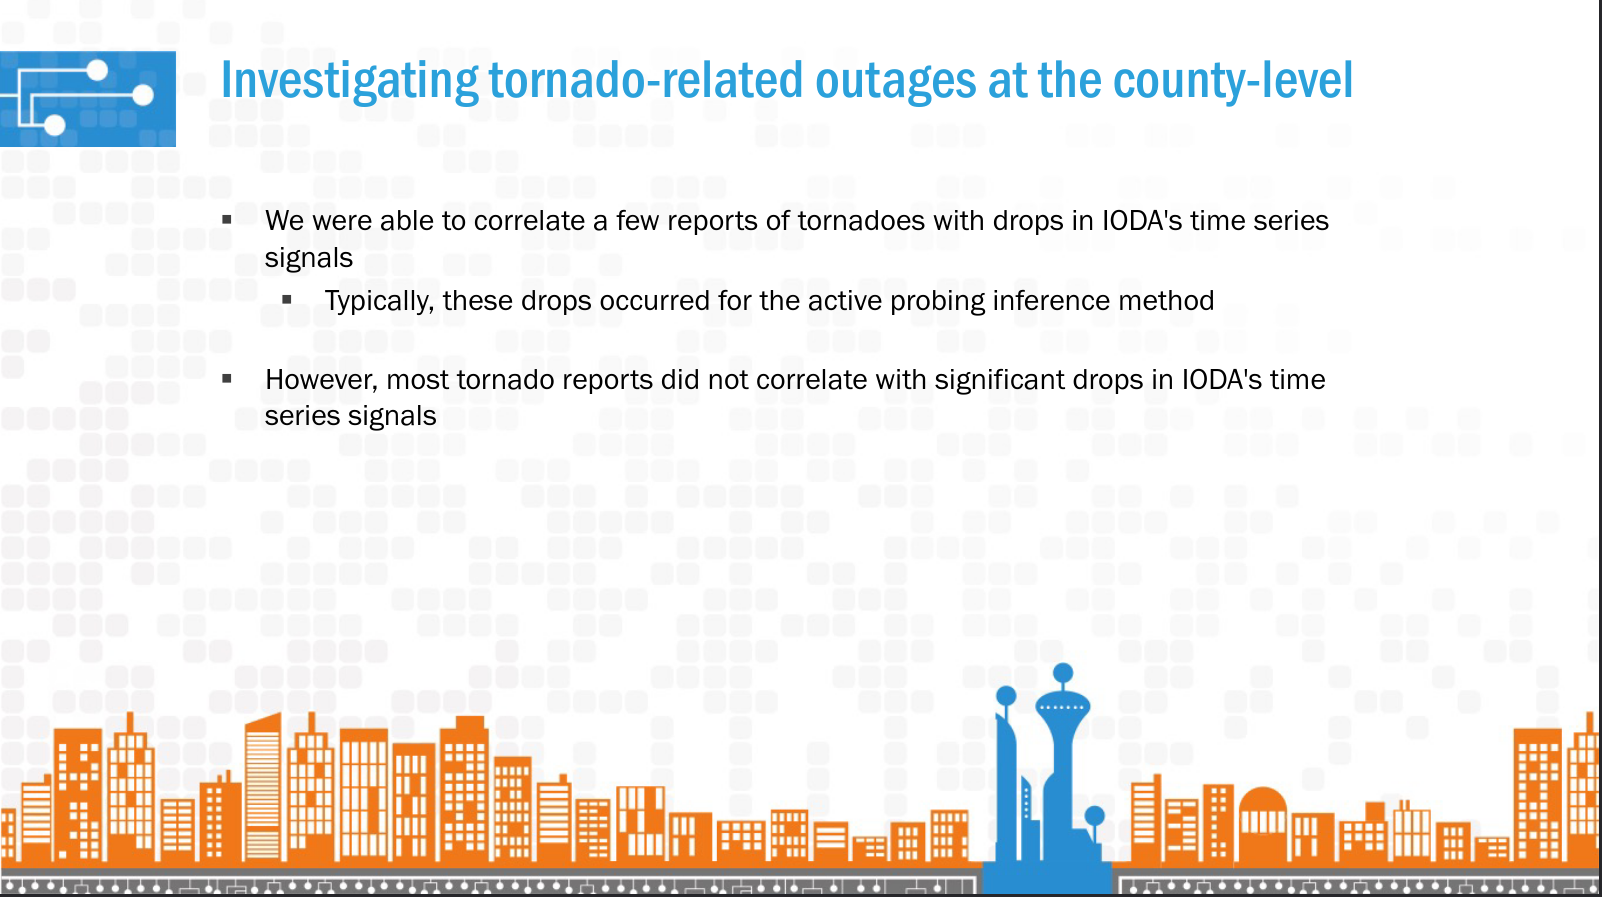 Investigating tornado-related outages at the county-level
We were able to correlate a few reports of tornadoes with drops in IODA's time series
signals
Typically, these drops occurred for the active probing inference method
However, most tornado reports did not correlate with significant drops in IODA's time
series signals